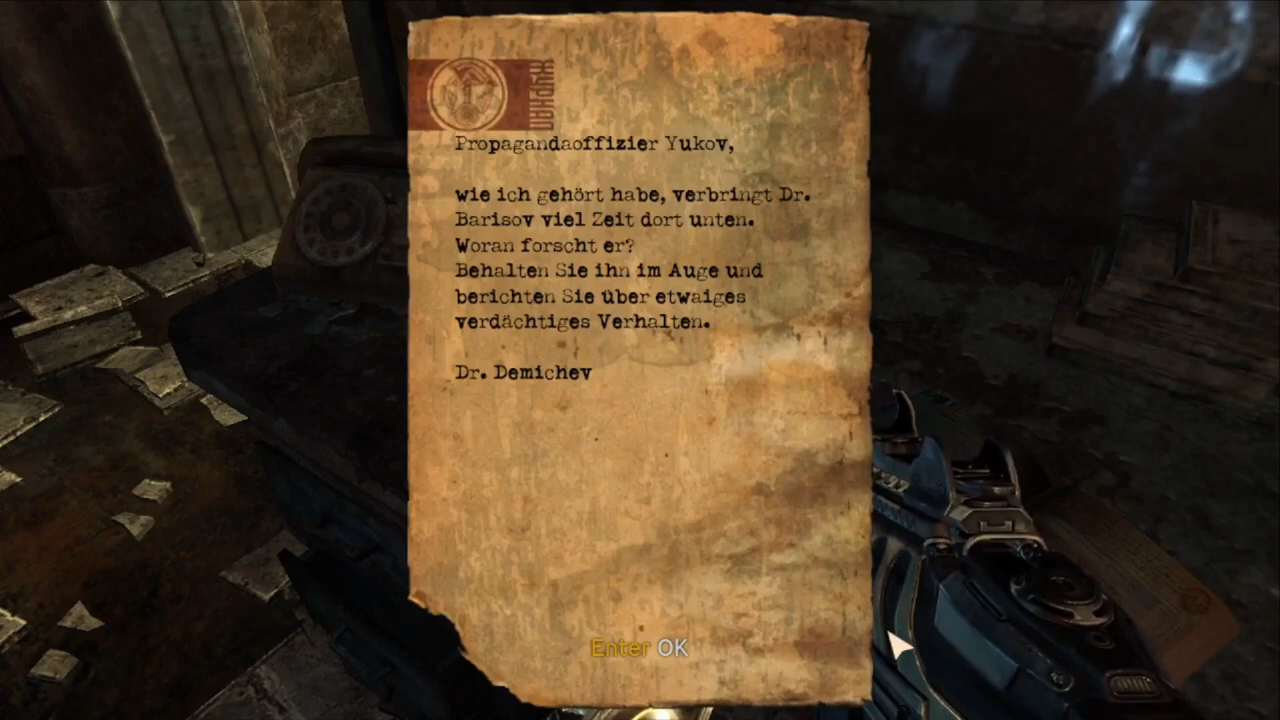 Propagandaoffizier Yukov,
wie ich gehört habe, verbringt Dr.
Barisov viel Zeit dort unten.
Woran forscht er?
Behalten Sie ihn im Auge und
berichten Sie über etwaiges
verdächtiges Verhalten.
Dr. Demichev
Enter OK